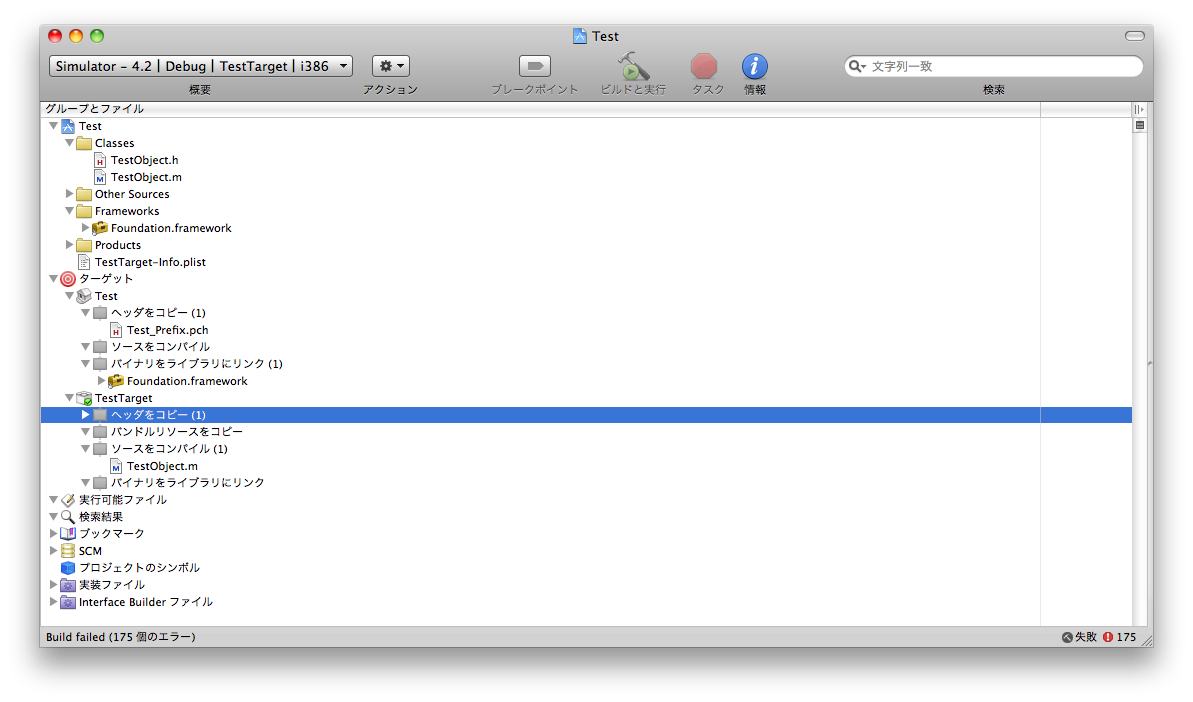 Test
Simulator – 4.2 | Debug | TestTarget | i386
文字列一致
概要
アクション
ブレークポイント
ビルドと実行
タスク
情報
検索
グループとファイル
Test
Classes
TestObject.h
TestObject.m
Other Sources
Frameworks
Foundation.framework
Products
TestTarget-Info.plist
ターゲット
Test
ヘッダをコピー (1)
Test_Prefix.pch
ソースをコンパイル
バイナリをライブラリにリンク (1)
Foundation.framework
TestTarget
ヘッダをコピー (1)
バンドルリソースをコピー
ソースをコンパイル (1)
TestObject.m
バイナリをライブラリにリンク
実行可能ファイル
検索結果
ブックマーク
SCM
プロジェクトのシンボル
実装ファイル
Interface Builder ファイル
Build failed (175 個のエラー)
失敗 175